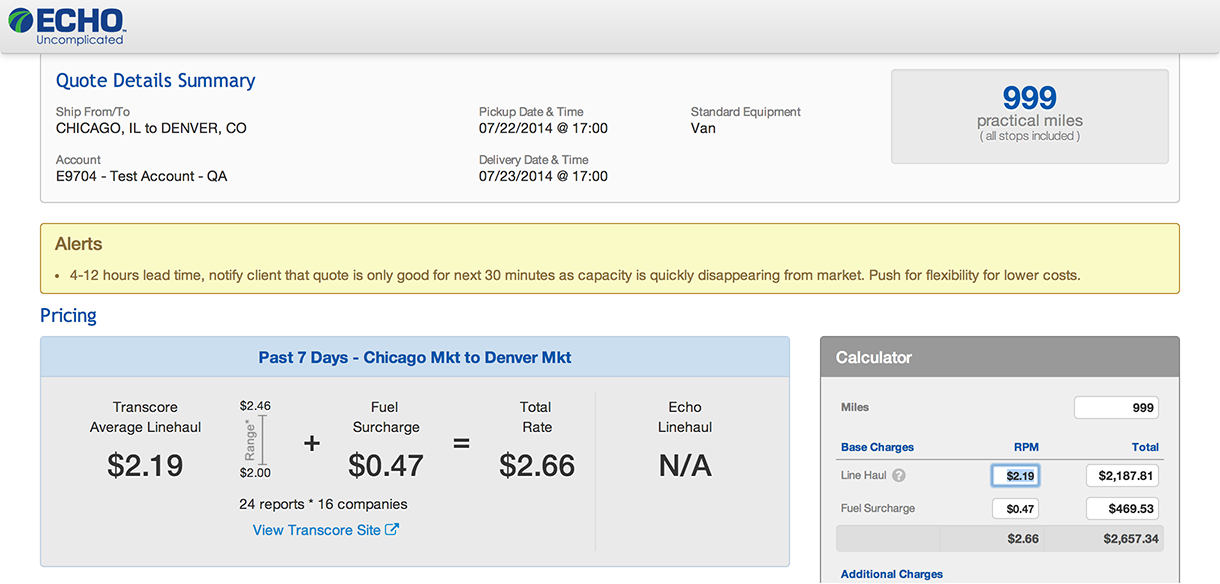 ECHO™
Uncomplicated
Quote Details Summary
Ship From/To
CHICAGO, IL to DENVER, CO
Pickup Date & Time
07/22/2014 @ 17:00
Standard Equipment
Van
999
practical miles
( all stops included )
Account
E9704 - Test Account - QA
Delivery Date & Time
07/23/2014 @ 17:00
Alerts
• 4-12 hours lead time, notify client that quote is only good for next 30 minutes as capacity is quickly disappearing from market. Push for flexibility for lower costs.
Pricing
Past 7 Days - Chicago Mkt to Denver Mkt
Transcore
Average Linehaul
$2.19
$2.46
Range*
$2.00
+
Fuel
Surcharge
$0.47
=
Total
Rate
$2.66
Echo
Linehaul
N/A
24 reports * 16 companies
View Transcore Site
Calculator
Miles 999
Base Charges RPM Total
Line Haul ? $2.19 $2,187.81
Fuel Surcharge $0.47 $469.53
$2.66 $2,657.34
Additional Charges